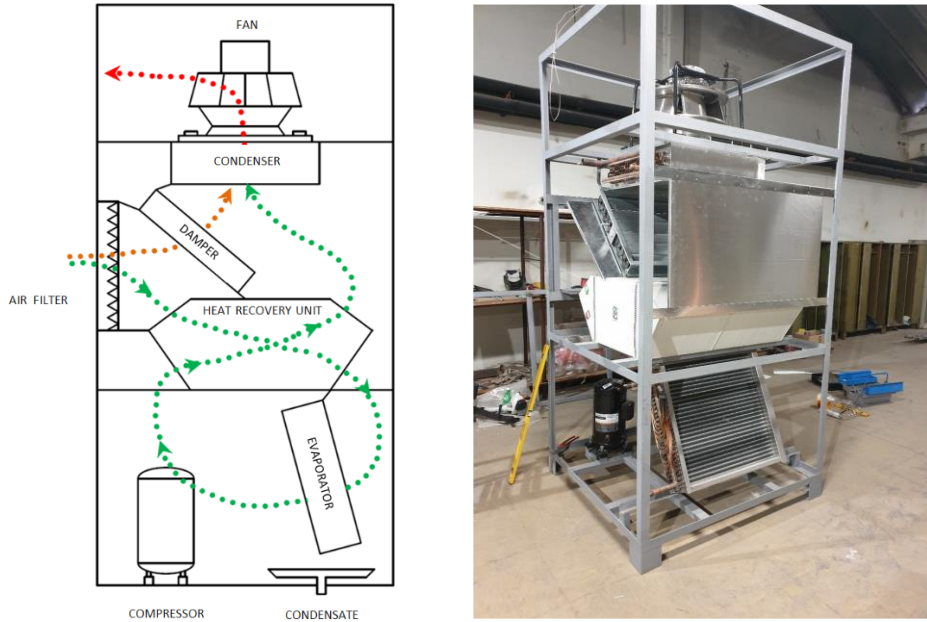 FAN
CONDENSER
DAMPER
AIR FILTER
HEAT RECOVERY UNIT
EVAPORATOR
COMPRESSOR
CONDENSATE